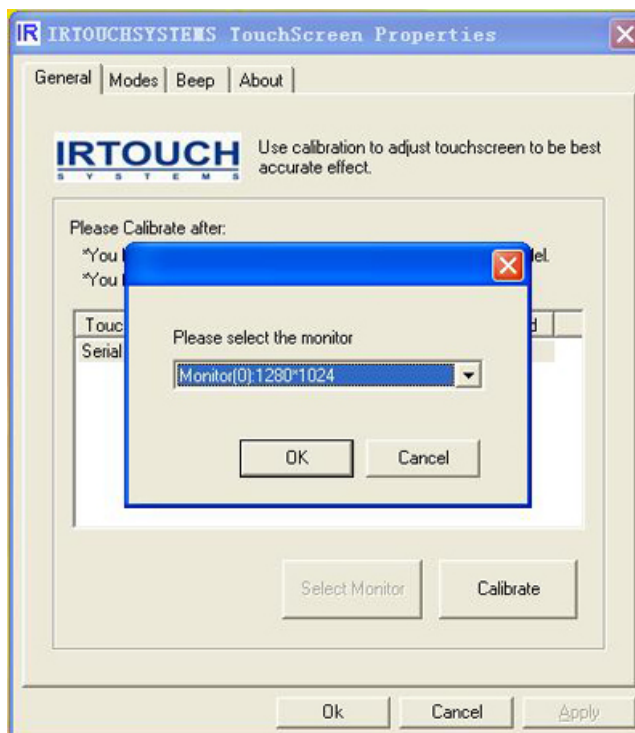 IR IRTOUCHSYSTEMS TouchScreen Properties
General Modes Beep About
IRTOUCH
SYSTEMS
Use calibration to adjust touchscreen to be best
accurate effect.
Please Calibrate after:
*You
*You
Serial
Please select the monitor
Monitor(0):1280*1024
OK Cancel
Select Monitor Calibrate
Ok Cancel Apply